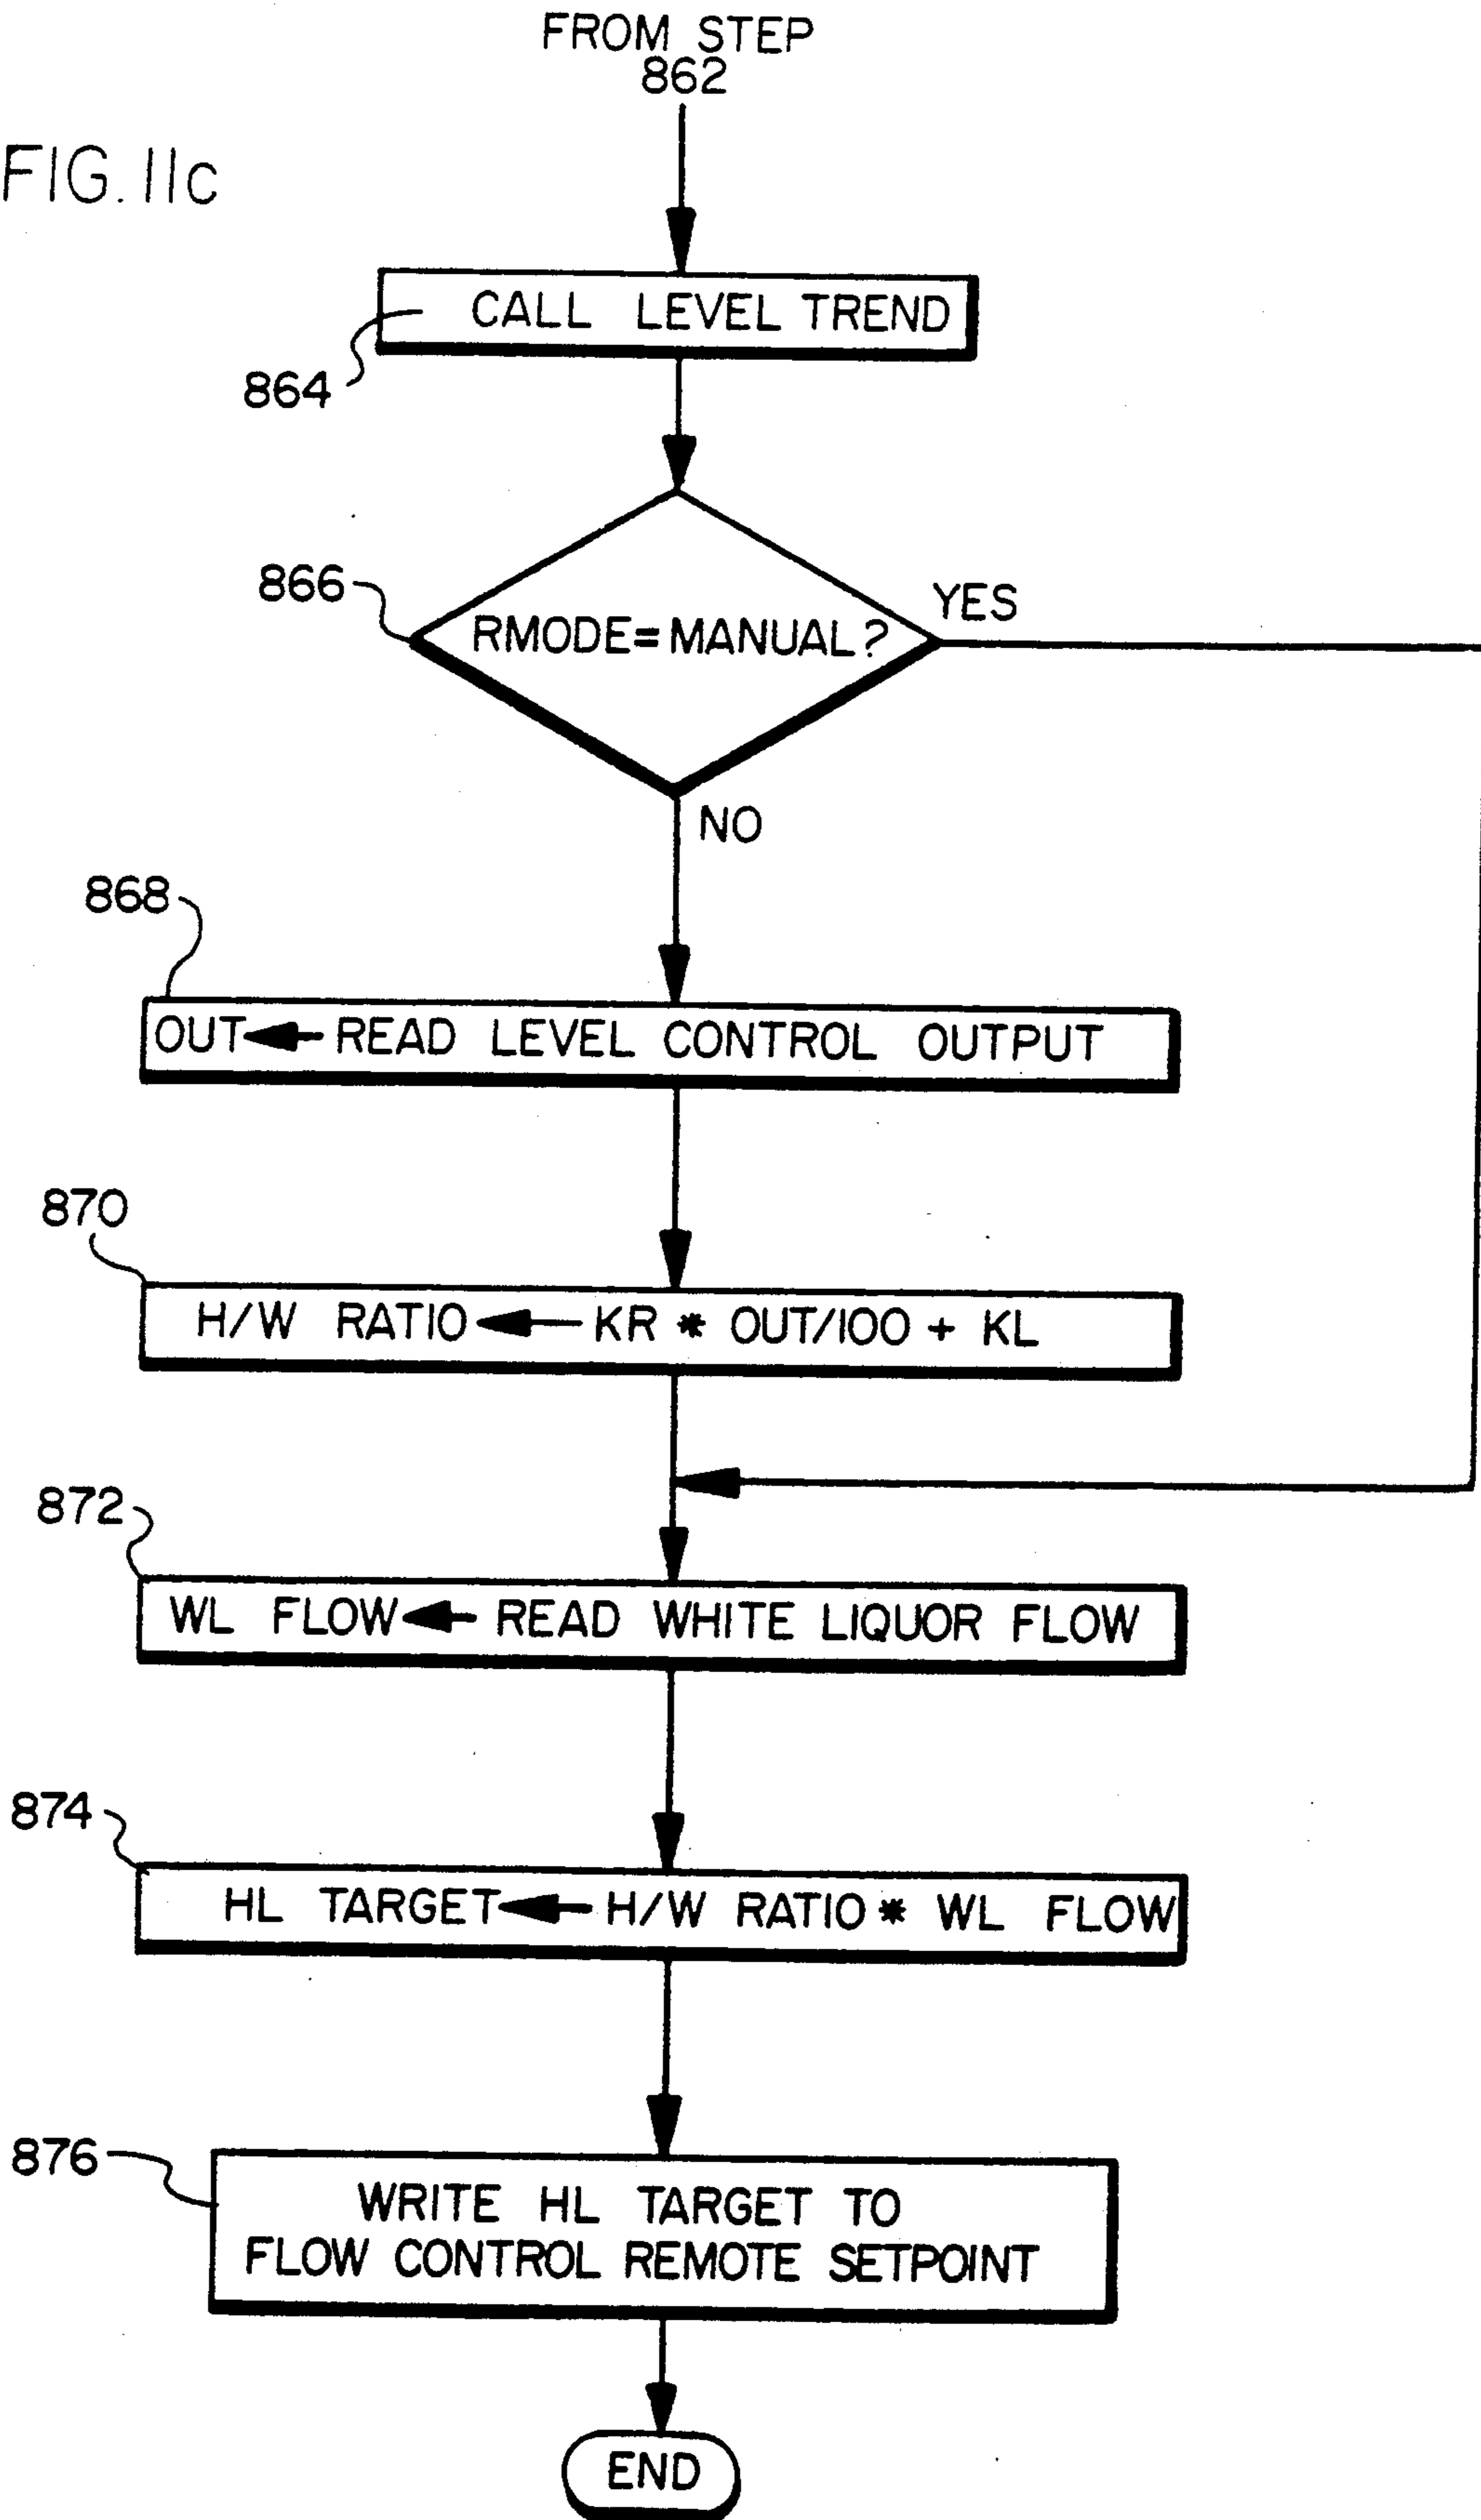 FROM STEP
862
FIG. 11c
CALL LEVEL TREND
864
866
RMODE=MANUAL?
YES
NO
868
OUT ← READ LEVEL CONTROL OUTPUT
870
H/W RATIO ← KR * OUT/100 + KL
872
WL FLOW ← READ WHITE LIQUOR FLOW
874
HL TARGET ← H/W RATIO * WL FLOW
876
WRITE HL TARGET TO
FLOW CONTROL REMOTE SETPOINT
END